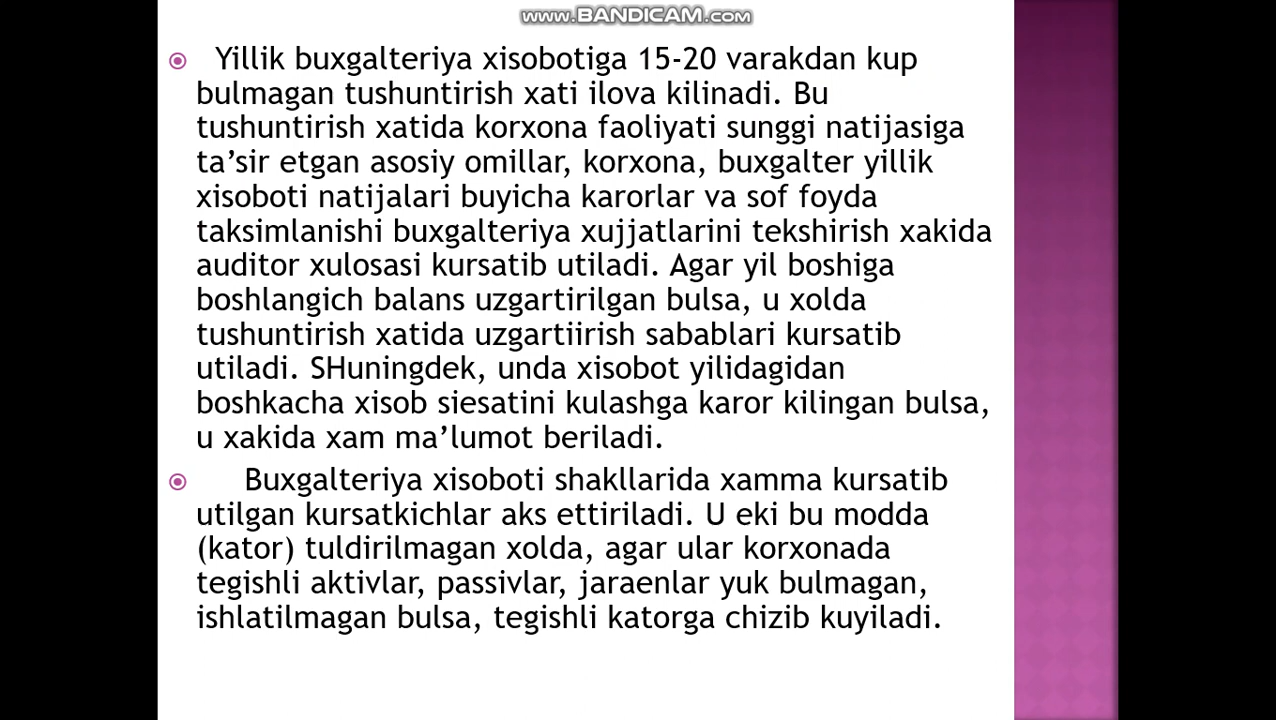 www.BANDICAM.com
Yillik buxgalteriya xisobotiga 15-20 varakdan kup
bulmagan tushuntirish xati ilova kilinadi. Bu
tushuntirish xatida korxona faoliyati sunggi natijasiga
ta’sir etgan asosiy omillar, korxona, buxgalter yillik
xisoboti natijalari buyicha karorlar va sof foyda
taksimlanishi buxgalteriya xujjatlarini tekshirish xakida
auditor xulosasi kursatib utiladi. Agar yil boshiga
boshlangich balans uzgartirilgan bulsa, u xolda
tushuntirish xatida uzgartiirish sabablari kursatib
utiladi. SHuningdek, unda xisobot yilidagidan
boshkacha xisob siesatini kulashga karor kilingan bulsa,
u xakida xam ma’lumot beriladi.
Buxgalteriya xisoboti shakllarida xamma kursatib
utilgan kursatkichlar aks ettiriladi. U eki bu modda
(kator) tuldirilmagan xolda, agar ular korxonada
tegishli aktivlar, passivlar, jaraenlar yuk bulmagan,
ishlatilmagan bulsa, tegishli katorga chizib kuyiladi.